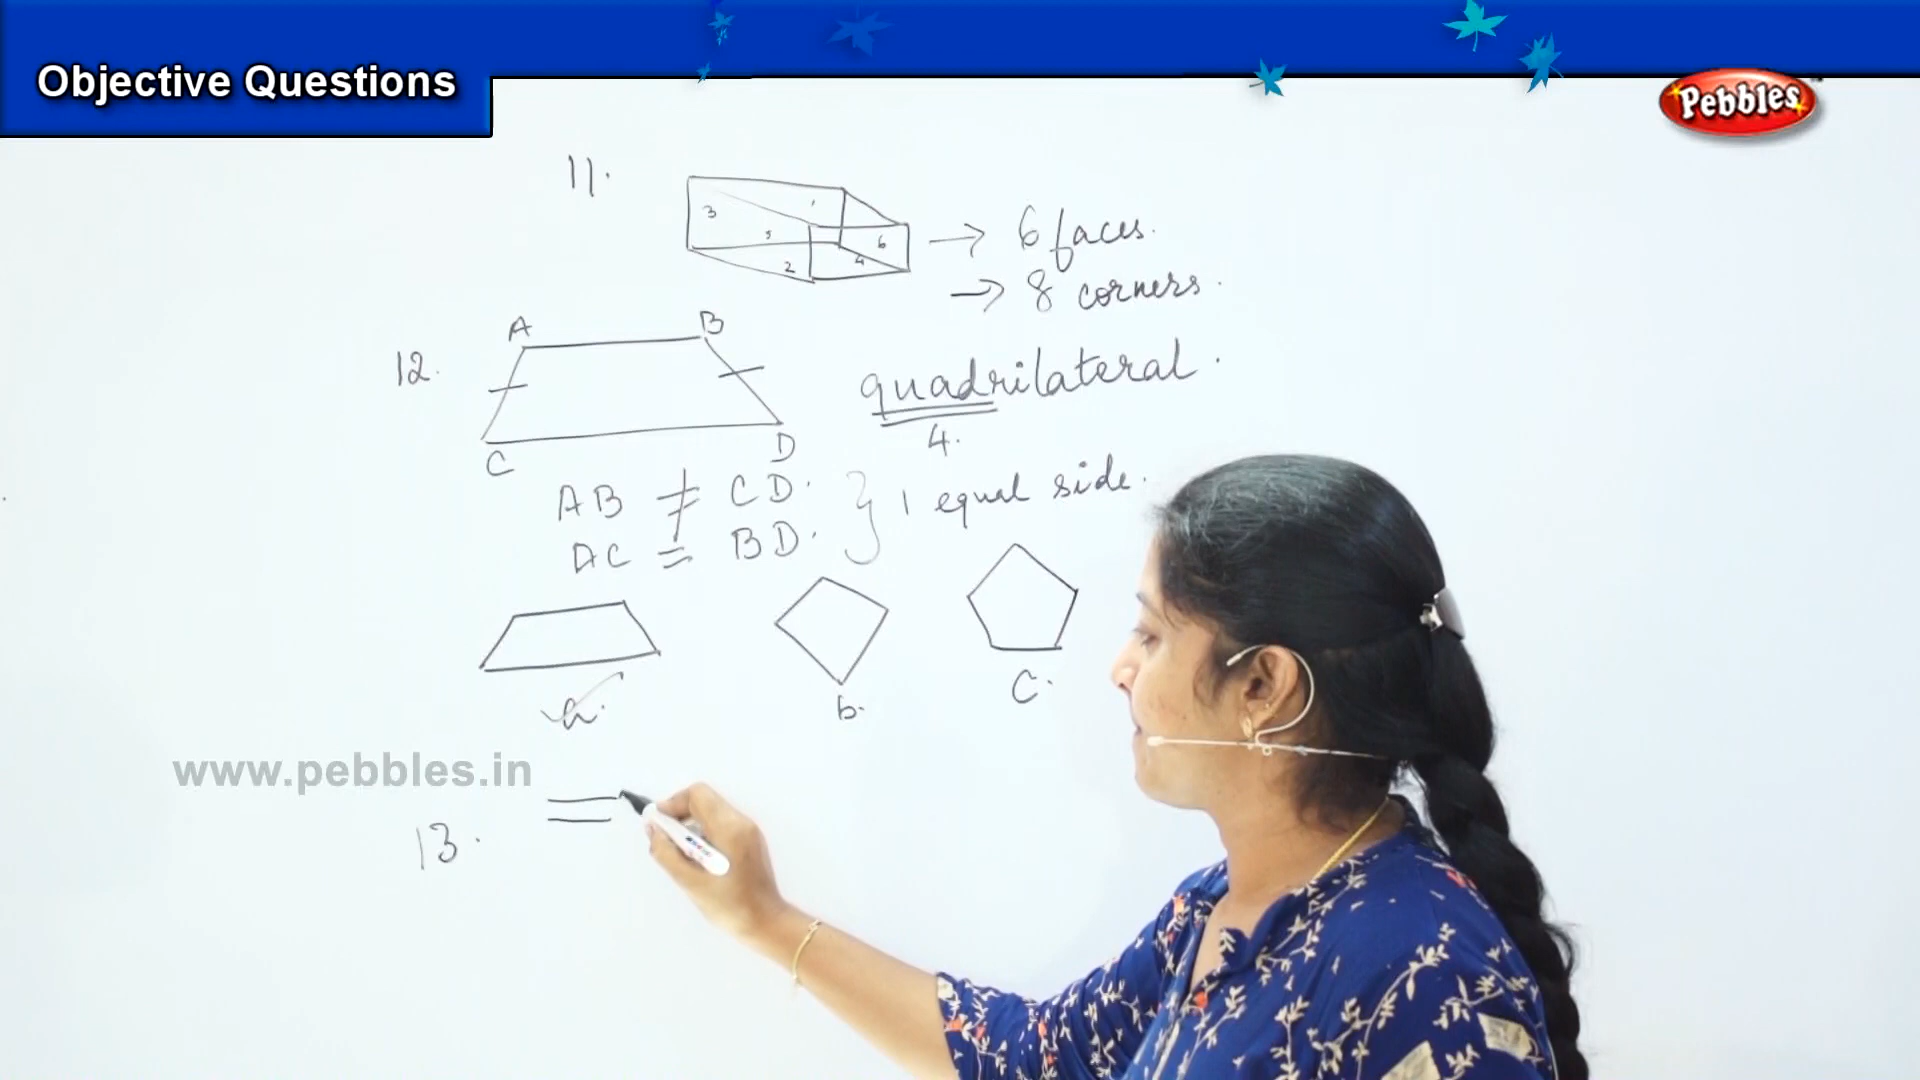 Objective Questions
Pebbles
11.
3 1
5 6
2 4
→ 6 faces.
→ 8 corners.
A B
12.
quadrilateral.
4.
C D
AB ≠ CD.
AC = BD. } 1 equal side.
a. b. c.
www.pebbles.in
13.